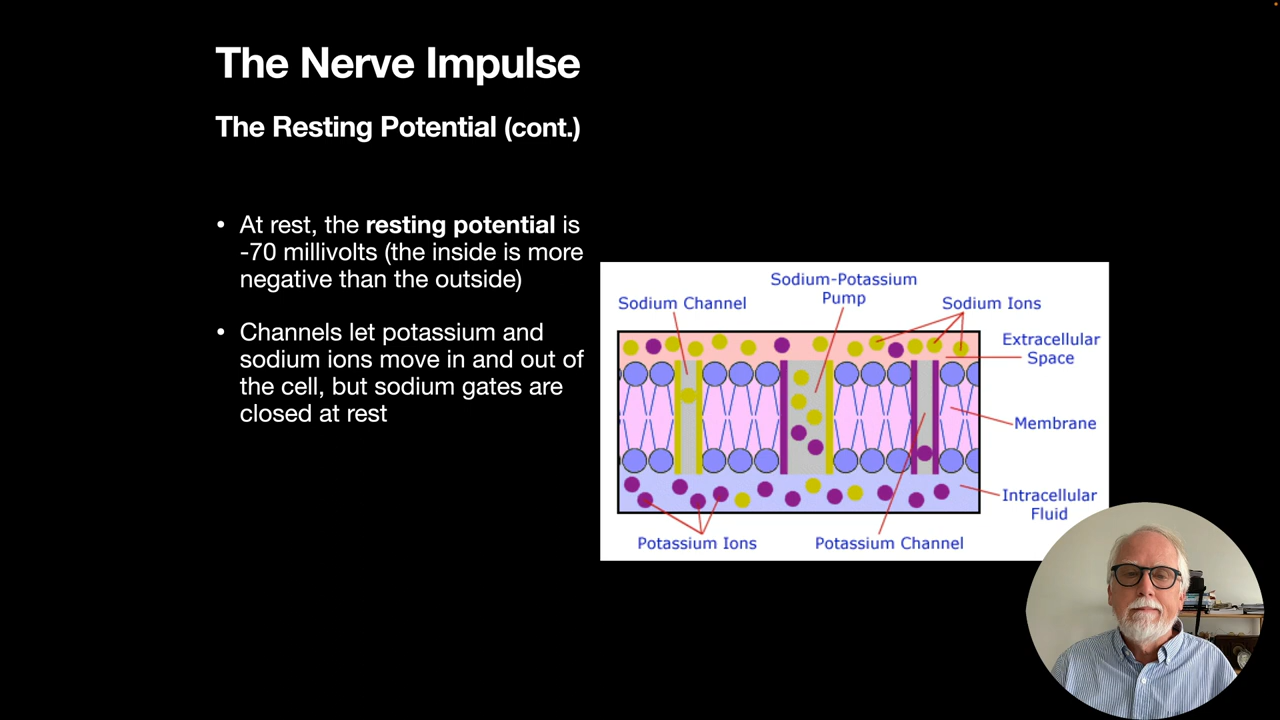 The Nerve Impulse
The Resting Potential (cont.)
• At rest, the resting potential is
-70 millivolts (the inside is more
negative than the outside)
• Channels let potassium and
sodium ions move in and out of
the cell, but sodium gates are
closed at rest
Sodium-Potassium
Pump
Sodium Channel
Sodium Ions
Extracellular
Space
Membrane
Intracellular
Fluid
Potassium Ions
Potassium Channel